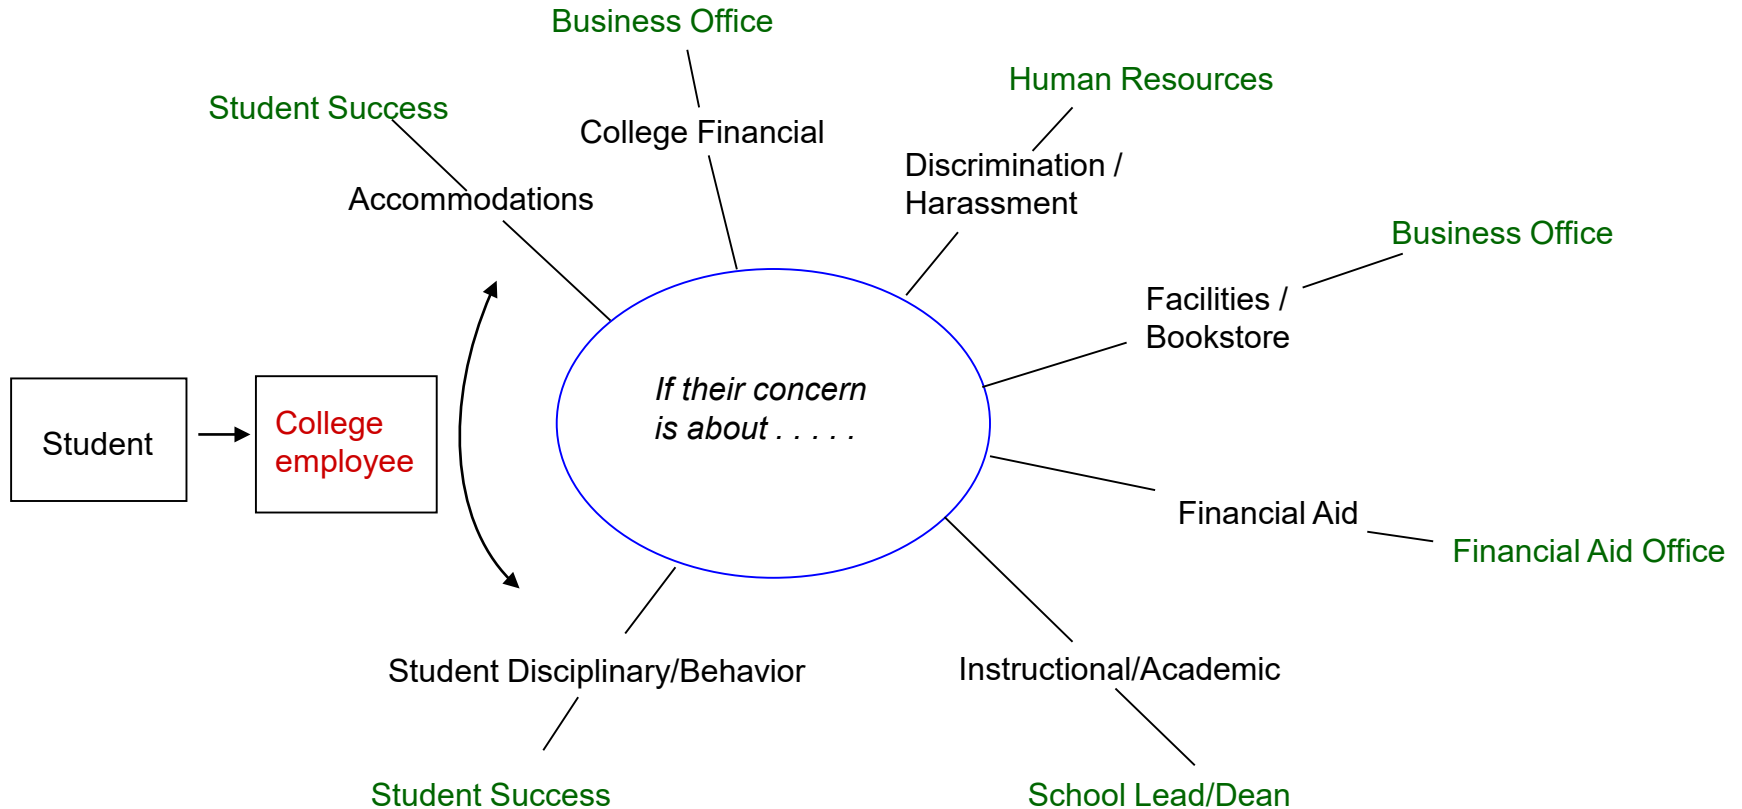 Business Office
Human Resources
Student Success
College Financial
Discrimination /
Harassment
Accommodations
Business Office
Facilities /
Bookstore
If their concern
is about . . . . .
Student
College
employee
Financial Aid
Financial Aid Office
Student Disciplinary/Behavior
Instructional/Academic
Student Success
School Lead/Dean